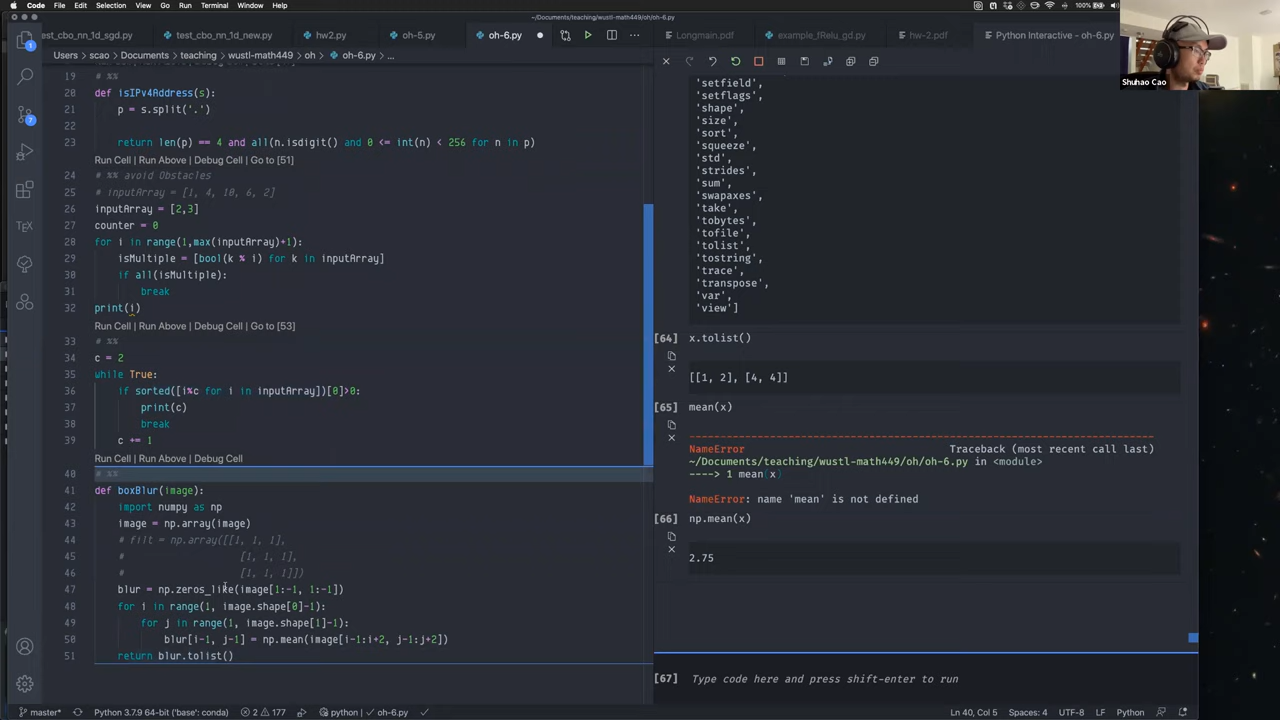 Code File Edit Selection View Go Run Terminal Window Help
100%
~/Documents/teaching/wustl-math449/oh/oh-6.py
test_cbo_nn_1d_sgd.py test_cbo_nn_1d_new.py hw2.py oh-5.py oh-6.py
Longmain.pdf example_fRelu_gd.py hw-2.pdf Python Interactive - oh-6.py
Users > scao > Documents > teaching > wustl-math449 > oh > oh-6.py > ...
19 # %%
20 def isIPv4Address(s):
21 p = s.split('.')
22
23 return len(p) == 4 and all(n.isdigit() and 0 <= int(n) < 256 for n in p)
Run Cell | Run Above | Debug Cell | Go to [51]
24 # %% avoid Obstacles
25 # inputArray = [1, 4, 10, 6, 2]
26 inputArray = [2,3]
27 counter = 0
28 for i in range(1,max(inputArray)+1):
29 isMultiple = [bool(k % i) for k in inputArray]
30 if all(isMultiple):
31 break
32 print(i)
Run Cell | Run Above | Debug Cell | Go to [53]
33 # %%
34 c = 2
35 while True:
36 if sorted([i%c for i in inputArray])[0]>0:
37 print(c)
38 break
39 c += 1
Run Cell | Run Above | Debug Cell
40 # %%
41 def boxBlur(image):
42 import numpy as np
43 image = np.array(image)
44 # filt = np.array([[1, 1, 1],
45 # [1, 1, 1],
46 # [1, 1, 1]])
47 blur = np.zeros_like(image[1:-1, 1:-1])
48 for i in range(1, image.shape[0]-1):
49 for j in range(1, image.shape[1]-1):
50 blur[i-1, j-1] = np.mean(image[i-1:i+2, j-1:j+2])
51 return blur.tolist()
'setfield',
'setflags',
'shape',
'size',
'sort',
'squeeze',
'std',
'strides',
'sum',
'swapaxes',
'take',
'tobytes',
'tofile',
'tolist',
'tostring',
'trace',
'transpose',
'var',
'view']
[64] x.tolist()
[[1, 2], [4, 4]]
[65] mean(x)
NameError Traceback (most recent call last)
~/Documents/teaching/wustl-math449/oh/oh-6.py in <module>
----> 1 mean(x)
NameError: name 'mean' is not defined
[66] np.mean(x)
2.75
[67] Type code here and press shift-enter to run
Shuhao Cao
master* Python 3.7.9 64-bit ('base': conda) 2 177 python | oh-6.py
Ln 40, Col 5 Spaces: 4 UTF-8 LF Python